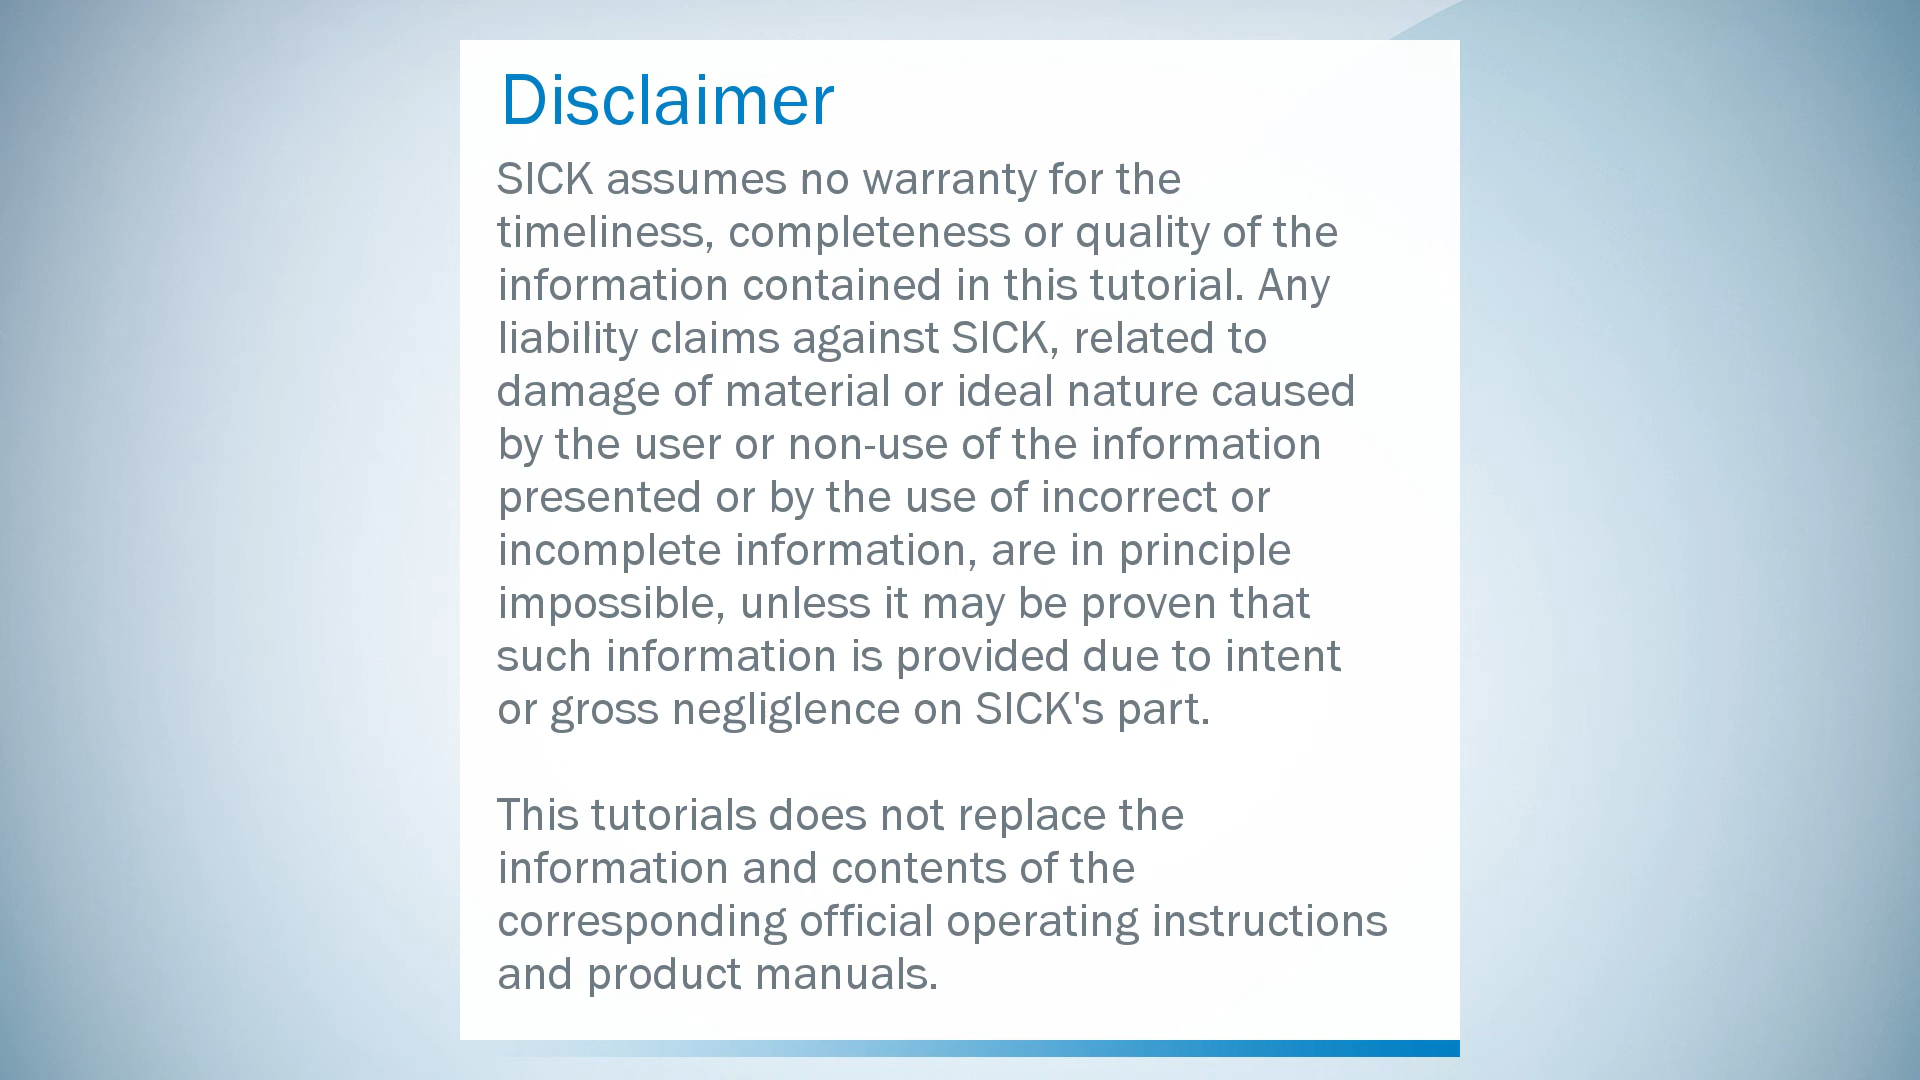 Disclaimer
SICK assumes no warranty for the
timeliness, completeness or quality of the
information contained in this tutorial. Any
liability claims against SICK, related to
damage of material or ideal nature caused
by the user or non-use of the information
presented or by the use of incorrect or
incomplete information, are in principle
impossible, unless it may be proven that
such information is provided due to intent
or gross negliglence on SICK's part.
This tutorials does not replace the
information and contents of the
corresponding official operating instructions
and product manuals.